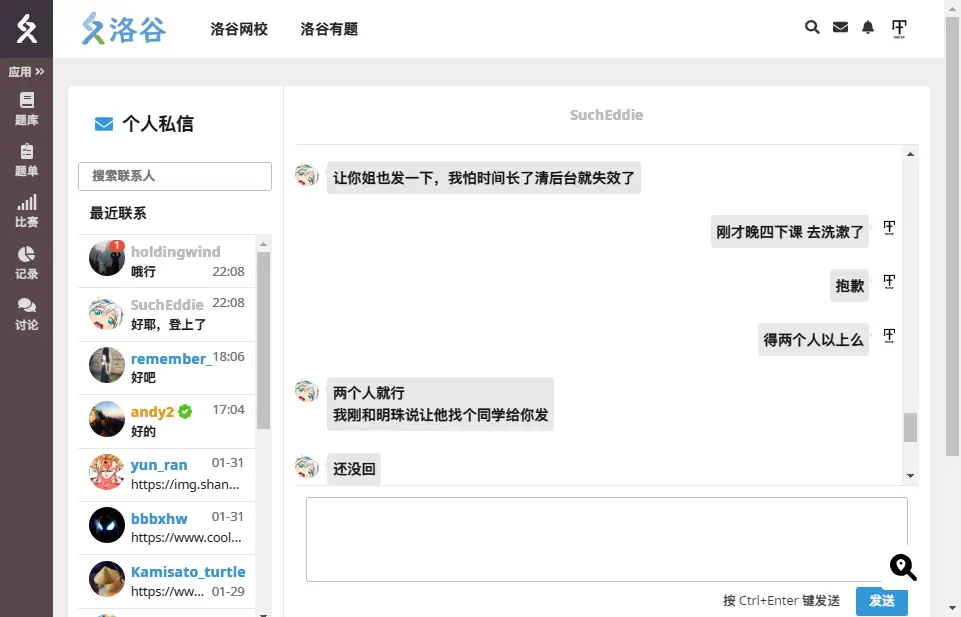 洛谷
洛谷网校
洛谷有题
应用 »
题库
题单
比赛
记录
讨论
个人私信
搜索联系人
最近联系
1
holdingwind
哦行
22:08
SuchEddie
22:08
好耶，登上了
remember_
18:06
好吧
andy2
17:04
好的
yun_ran
01-31
https://img.shan...
bbbxhw
01-31
https://www.cool...
Kamisato_turtle
https://ww...
01-29
SuchEddie
让你姐也发一下，我怕时间长了清后台就失效了
刚才晚四下课 去洗漱了
抱歉
得两个人以上么
两个人就行
我刚和明珠说让他找个同学给你发
还没回
按 Ctrl+Enter 键发送
发送